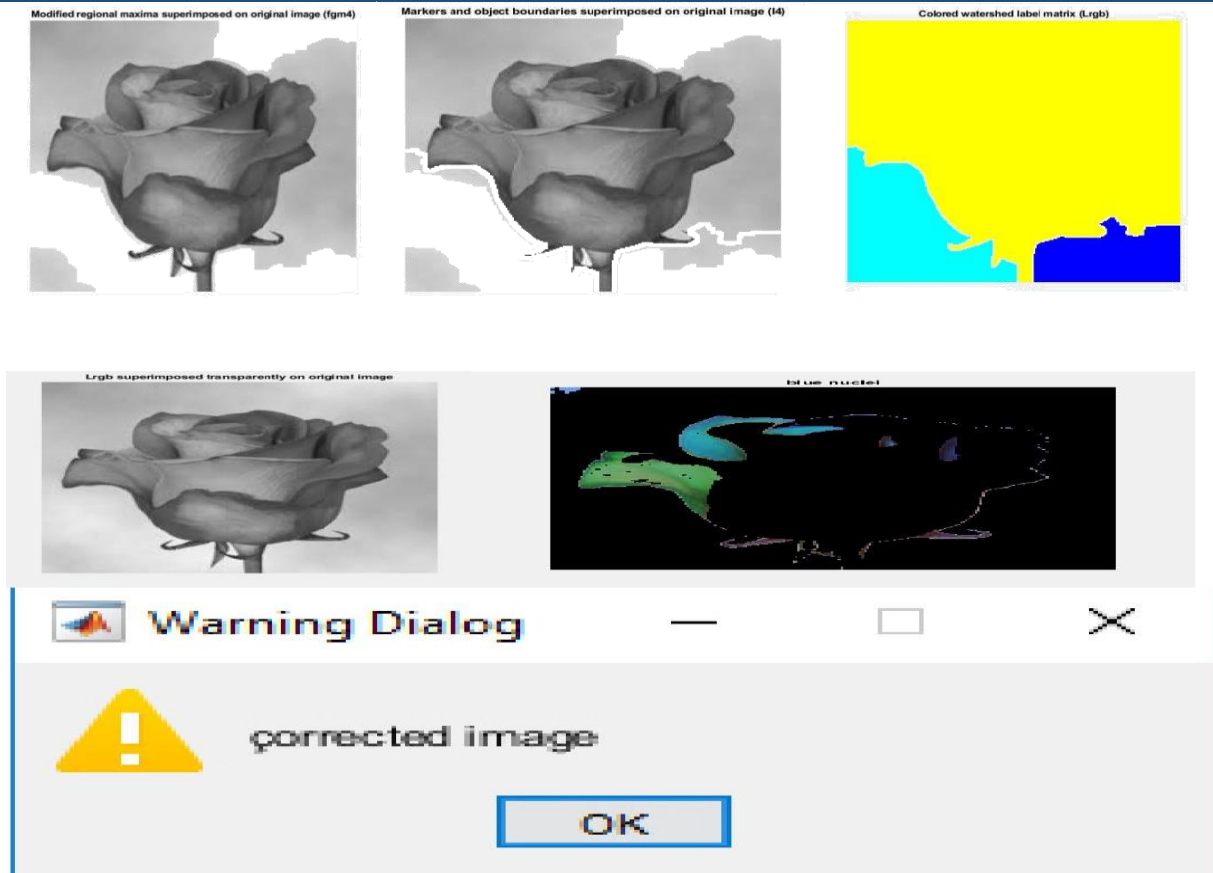 Modified regional maxima superimposed on original image (fgm4)
Markers and object boundaries superimposed on original image (I4)
Colored watershed label matrix (Lrgb)
Lrgb superimposed transparently on original image
blue nuclei
Warning Dialog
corrected image
OK